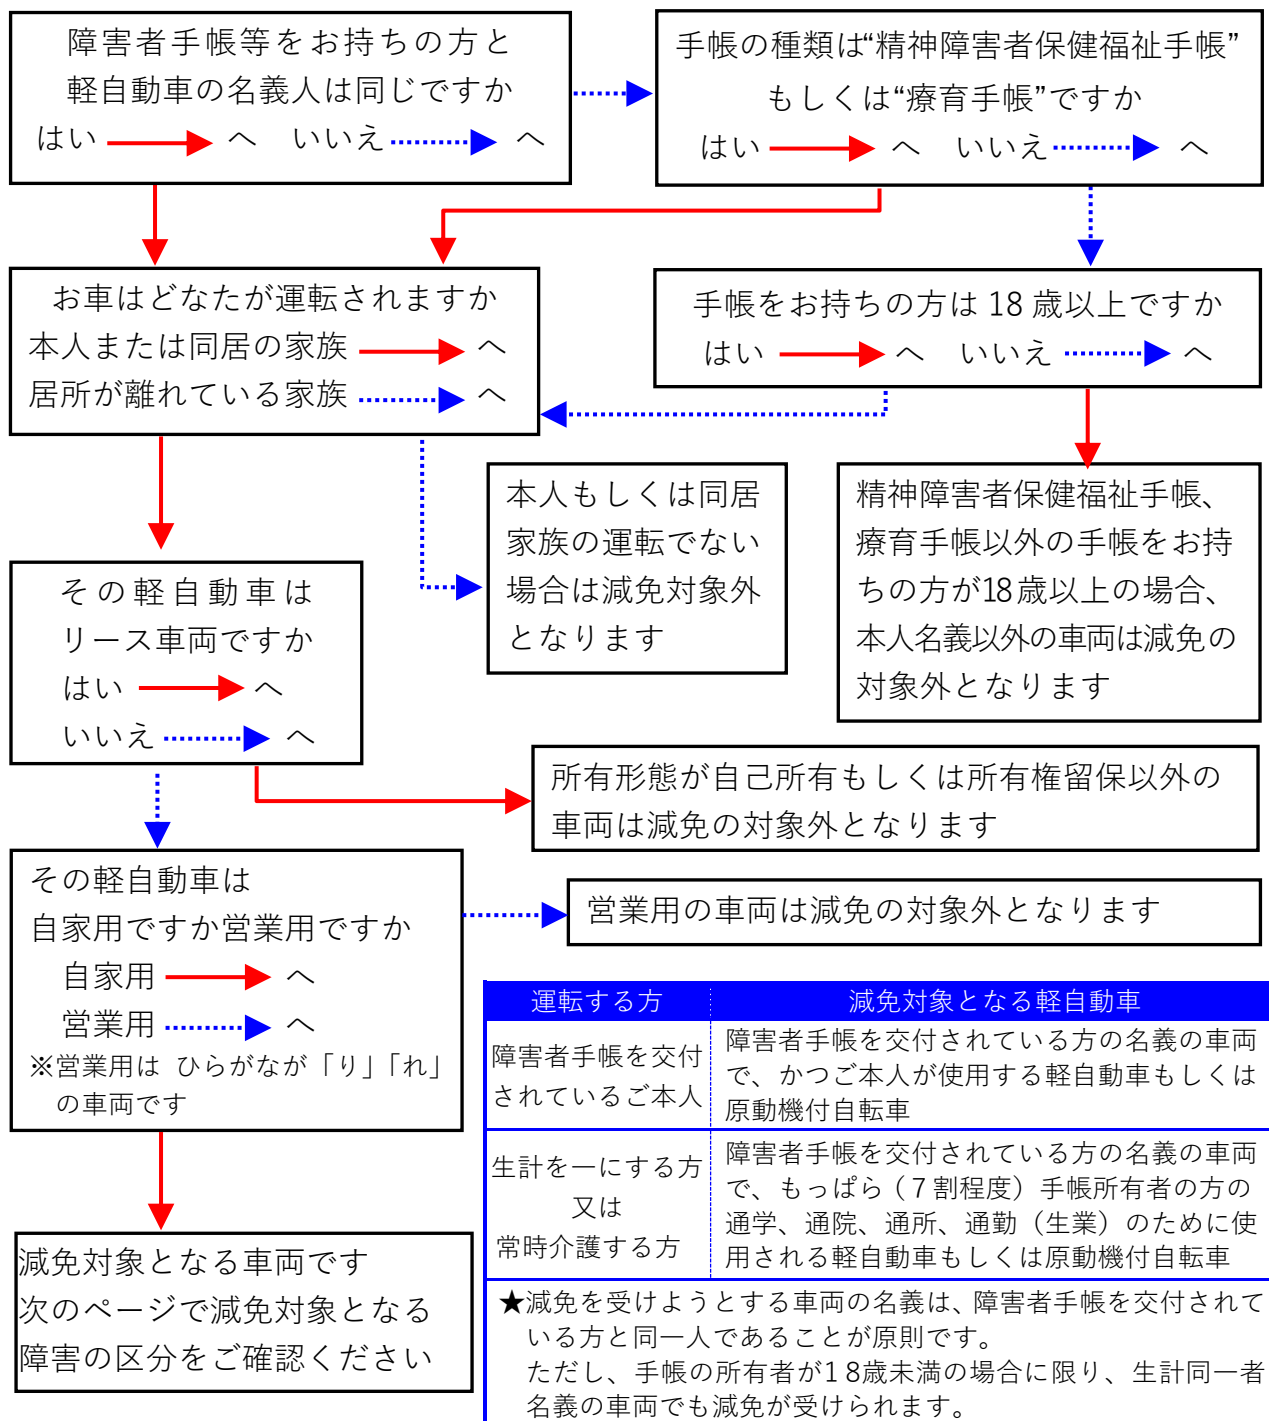 障害者手帳等をお持ちの方と
軽自動車の名義人は同じですか
はい へ いいえ へ
手帳の種類は“精神障害者保健福祉手帳”
もしくは“療育手帳”ですか
はい へ いいえ へ
お車はどなたが運転されますか
本人または同居の家族 へ
居所が離れている家族 へ
手帳をお持ちの方は 18 歳以上ですか
はい へ いいえ へ
本人もしくは同居
家族の運転でない
場合は減免対象外
となります
精神障害者保健福祉手帳、
療育手帳以外の手帳をお持
ちの方が18歳以上の場合、
本人名義以外の車両は減免の
対象外となります
その軽自動車は
リース車両ですか
はい へ
いいえ へ
所有形態が自己所有もしくは所有権留保以外の
車両は減免の対象外となります
その軽自動車は
自家用ですか営業用ですか
自家用 へ
営業用 へ
※営業用は ひらがなが「り」「れ」
の車両です
営業用の車両は減免の対象外となります
減免対象となる車両です
次のページで減免対象となる
障害の区分をご確認ください
運転する方 減免対象となる軽自動車
障害者手帳を交付
されているご本人
障害者手帳を交付されている方の名義の車両
で、かつご本人が使用する軽自動車もしくは
原動機付自転車
生計を一にする方
又は
常時介護する方
障害者手帳を交付されている方の名義の車両
で、もっぱら（７割程度）手帳所有者の方の
通学、通院、通所、通勤（生業）のために使
用される軽自動車もしくは原動機付自転車
★減免を受けようとする車両の名義は、障害者手帳を交付されて
いる方と同一人であることが原則です。
ただし、手帳の所有者が１８歳未満の場合に限り、生計同一者
名義の車両でも減免が受けられます。